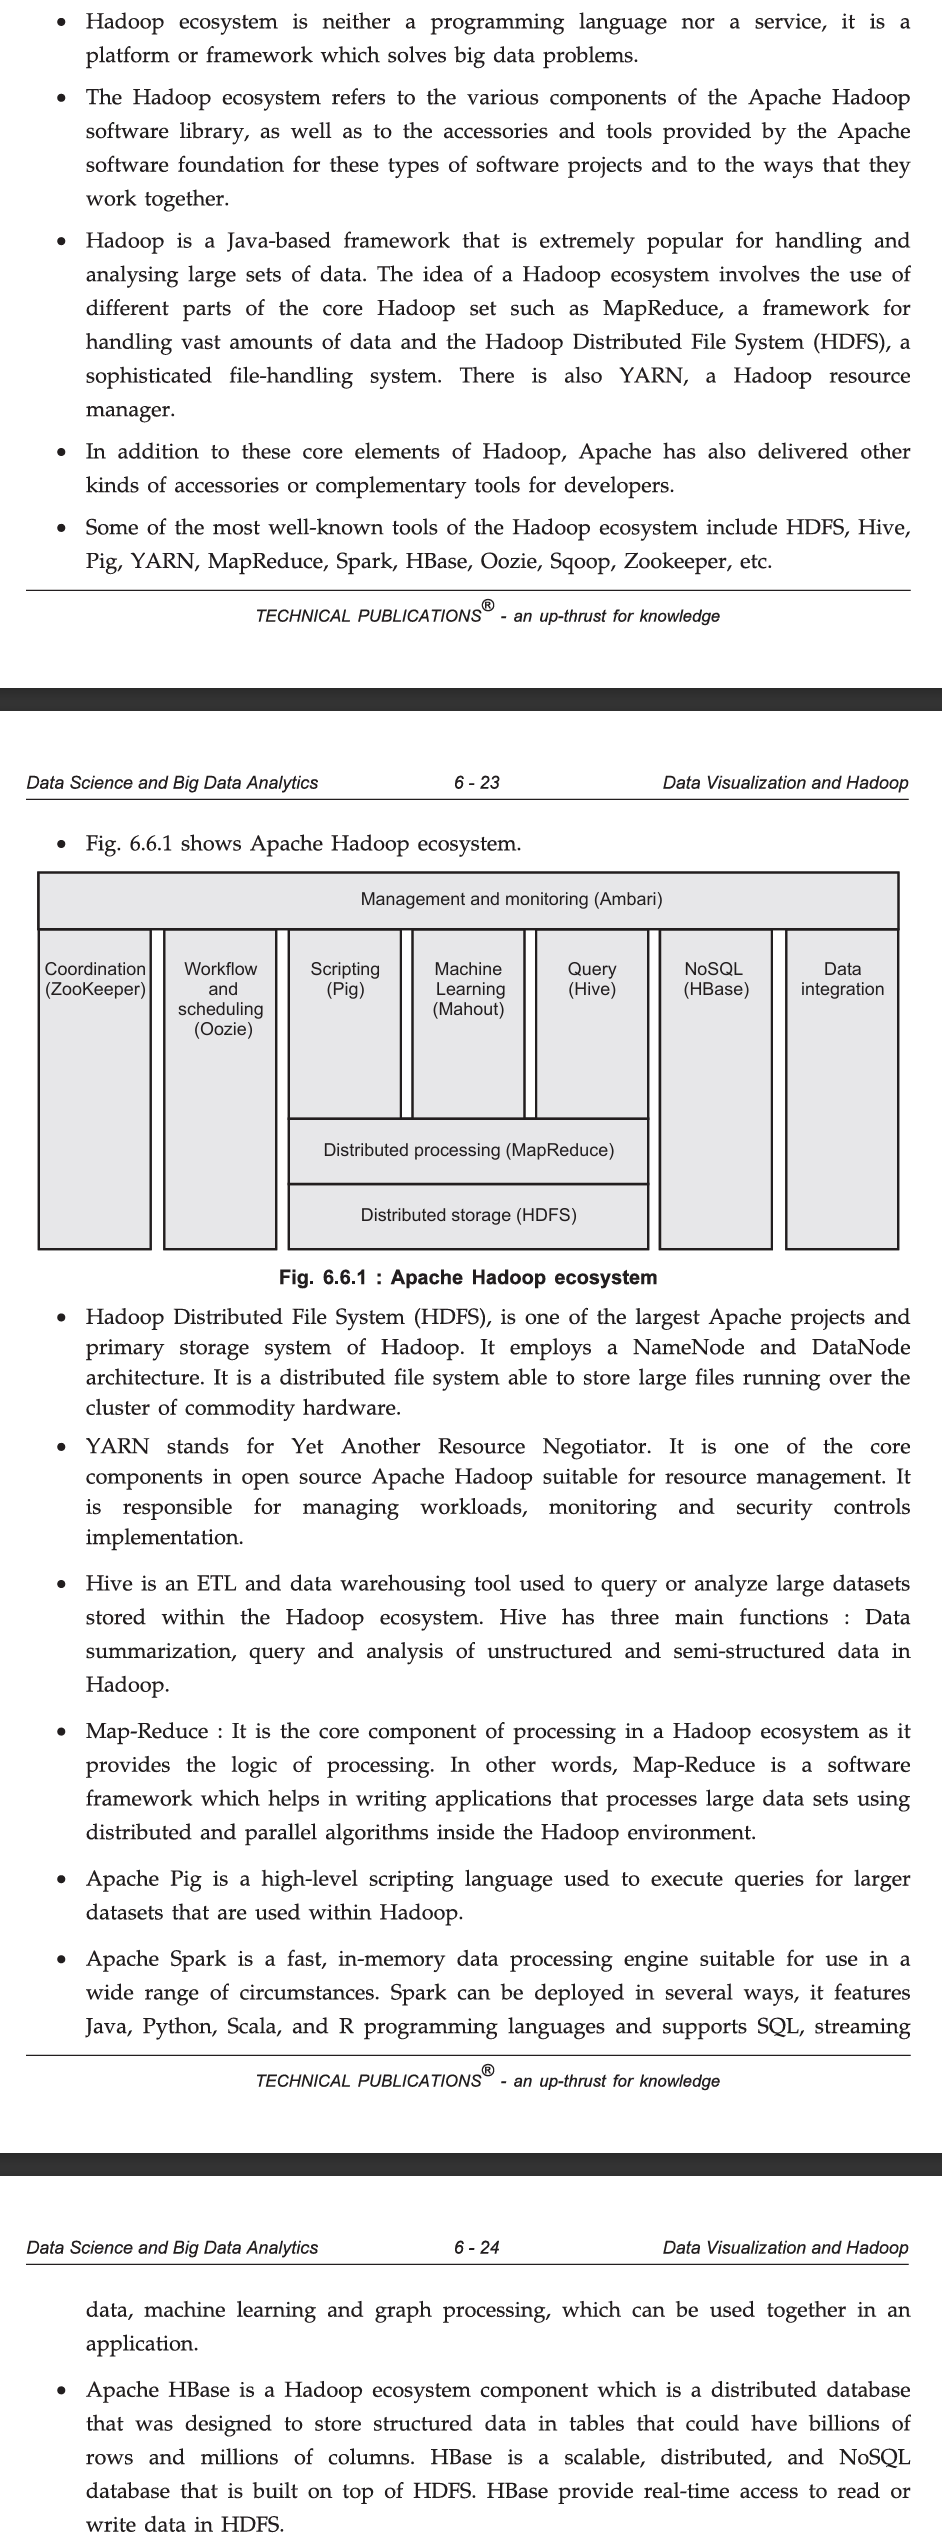 • Hadoop ecosystem is neither a programming language nor a service, it is a
platform or framework which solves big data problems.
• The Hadoop ecosystem refers to the various components of the Apache Hadoop
software library, as well as to the accessories and tools provided by the Apache
software foundation for these types of software projects and to the ways that they
work together.
• Hadoop is a Java-based framework that is extremely popular for handling and
analysing large sets of data. The idea of a Hadoop ecosystem involves the use of
different parts of the core Hadoop set such as MapReduce, a framework for
handling vast amounts of data and the Hadoop Distributed File System (HDFS), a
sophisticated file-handling system. There is also YARN, a Hadoop resource
manager.
• In addition to these core elements of Hadoop, Apache has also delivered other
kinds of accessories or complementary tools for developers.
• Some of the most well-known tools of the Hadoop ecosystem include HDFS, Hive,
Pig, YARN, MapReduce, Spark, HBase, Oozie, Sqoop, Zookeeper, etc.
TECHNICAL PUBLICATIONS® - an up-thrust for knowledge
Data Science and Big Data Analytics 6 - 23 Data Visualization and Hadoop
• Fig. 6.6.1 shows Apache Hadoop ecosystem.
Management and monitoring (Ambari)
Coordination
(ZooKeeper)
Workflow
and
scheduling
(Oozie)
Scripting
(Pig)
Machine
Learning
(Mahout)
Query
(Hive)
NoSQL
(HBase)
Data
integration
Distributed processing (MapReduce)
Distributed storage (HDFS)
Fig. 6.6.1 : Apache Hadoop ecosystem
• Hadoop Distributed File System (HDFS), is one of the largest Apache projects and
primary storage system of Hadoop. It employs a NameNode and DataNode
architecture. It is a distributed file system able to store large files running over the
cluster of commodity hardware.
• YARN stands for Yet Another Resource Negotiator. It is one of the core
components in open source Apache Hadoop suitable for resource management. It
is responsible for managing workloads, monitoring and security controls
implementation.
• Hive is an ETL and data warehousing tool used to query or analyze large datasets
stored within the Hadoop ecosystem. Hive has three main functions : Data
summarization, query and analysis of unstructured and semi-structured data in
Hadoop.
• Map-Reduce : It is the core component of processing in a Hadoop ecosystem as it
provides the logic of processing. In other words, Map-Reduce is a software
framework which helps in writing applications that processes large data sets using
distributed and parallel algorithms inside the Hadoop environment.
• Apache Pig is a high-level scripting language used to execute queries for larger
datasets that are used within Hadoop.
• Apache Spark is a fast, in-memory data processing engine suitable for use in a
wide range of circumstances. Spark can be deployed in several ways, it features
Java, Python, Scala, and R programming languages and supports SQL, streaming
TECHNICAL PUBLICATIONS® - an up-thrust for knowledge
Data Science and Big Data Analytics 6 - 24 Data Visualization and Hadoop
data, machine learning and graph processing, which can be used together in an
application.
• Apache HBase is a Hadoop ecosystem component which is a distributed database
that was designed to store structured data in tables that could have billions of
rows and millions of columns. HBase is a scalable, distributed, and NoSQL
database that is built on top of HDFS. HBase provide real-time access to read or
write data in HDFS.